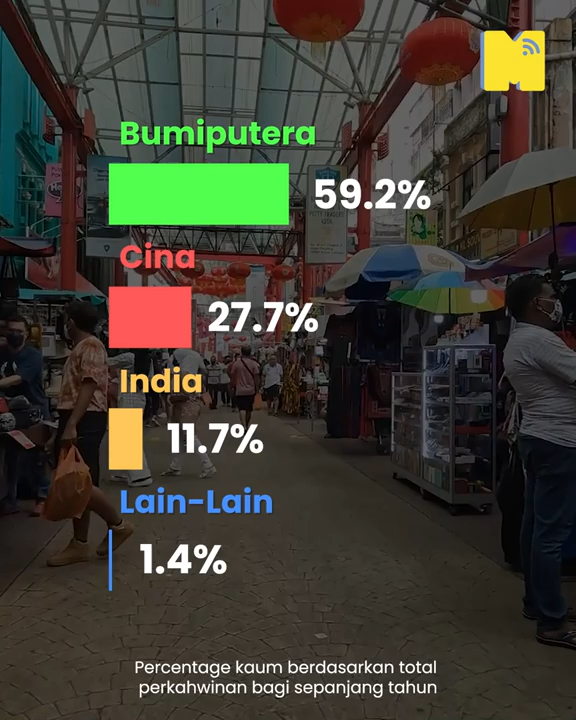 Bumiputera
59.2%
Cina
27.7%
India
11.7%
Lain-Lain
1.4%
Percentage kaum berdasarkan total
perkahwinan bagi sepanjang tahun